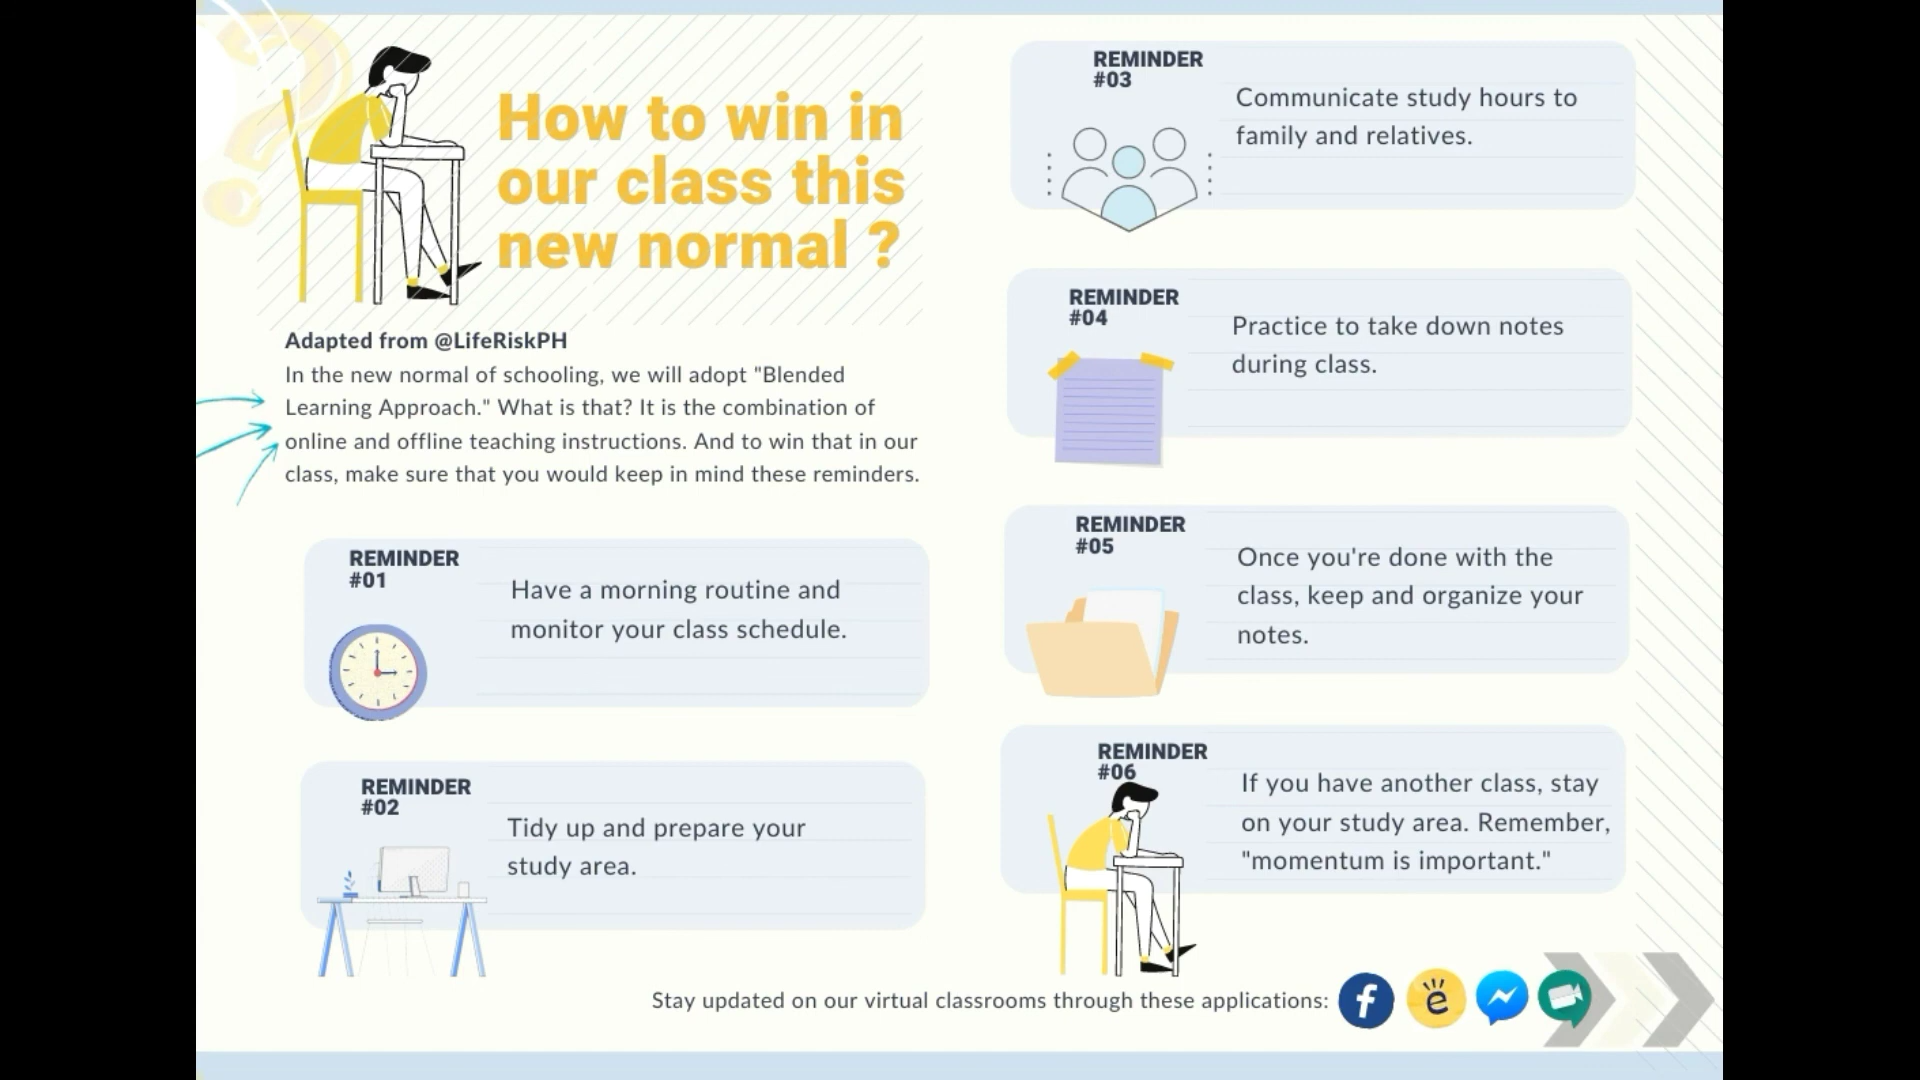 How to win in
our class this
new normal ?
Adapted from @LifeRiskPH
In the new normal of schooling, we will adopt "Blended
Learning Approach." What is that? It is the combination of
online and offline teaching instructions. And to win that in our
class, make sure that you would keep in mind these reminders.
REMINDER
#01
Have a morning routine and
monitor your class schedule.
REMINDER
#02
Tidy up and prepare your
study area.
REMINDER
#03
Communicate study hours to
family and relatives.
REMINDER
#04
Practice to take down notes
during class.
REMINDER
#05
Once you're done with the
class, keep and organize your
notes.
REMINDER
#06
If you have another class, stay
on your study area. Remember,
"momentum is important."
Stay updated on our virtual classrooms through these applications: